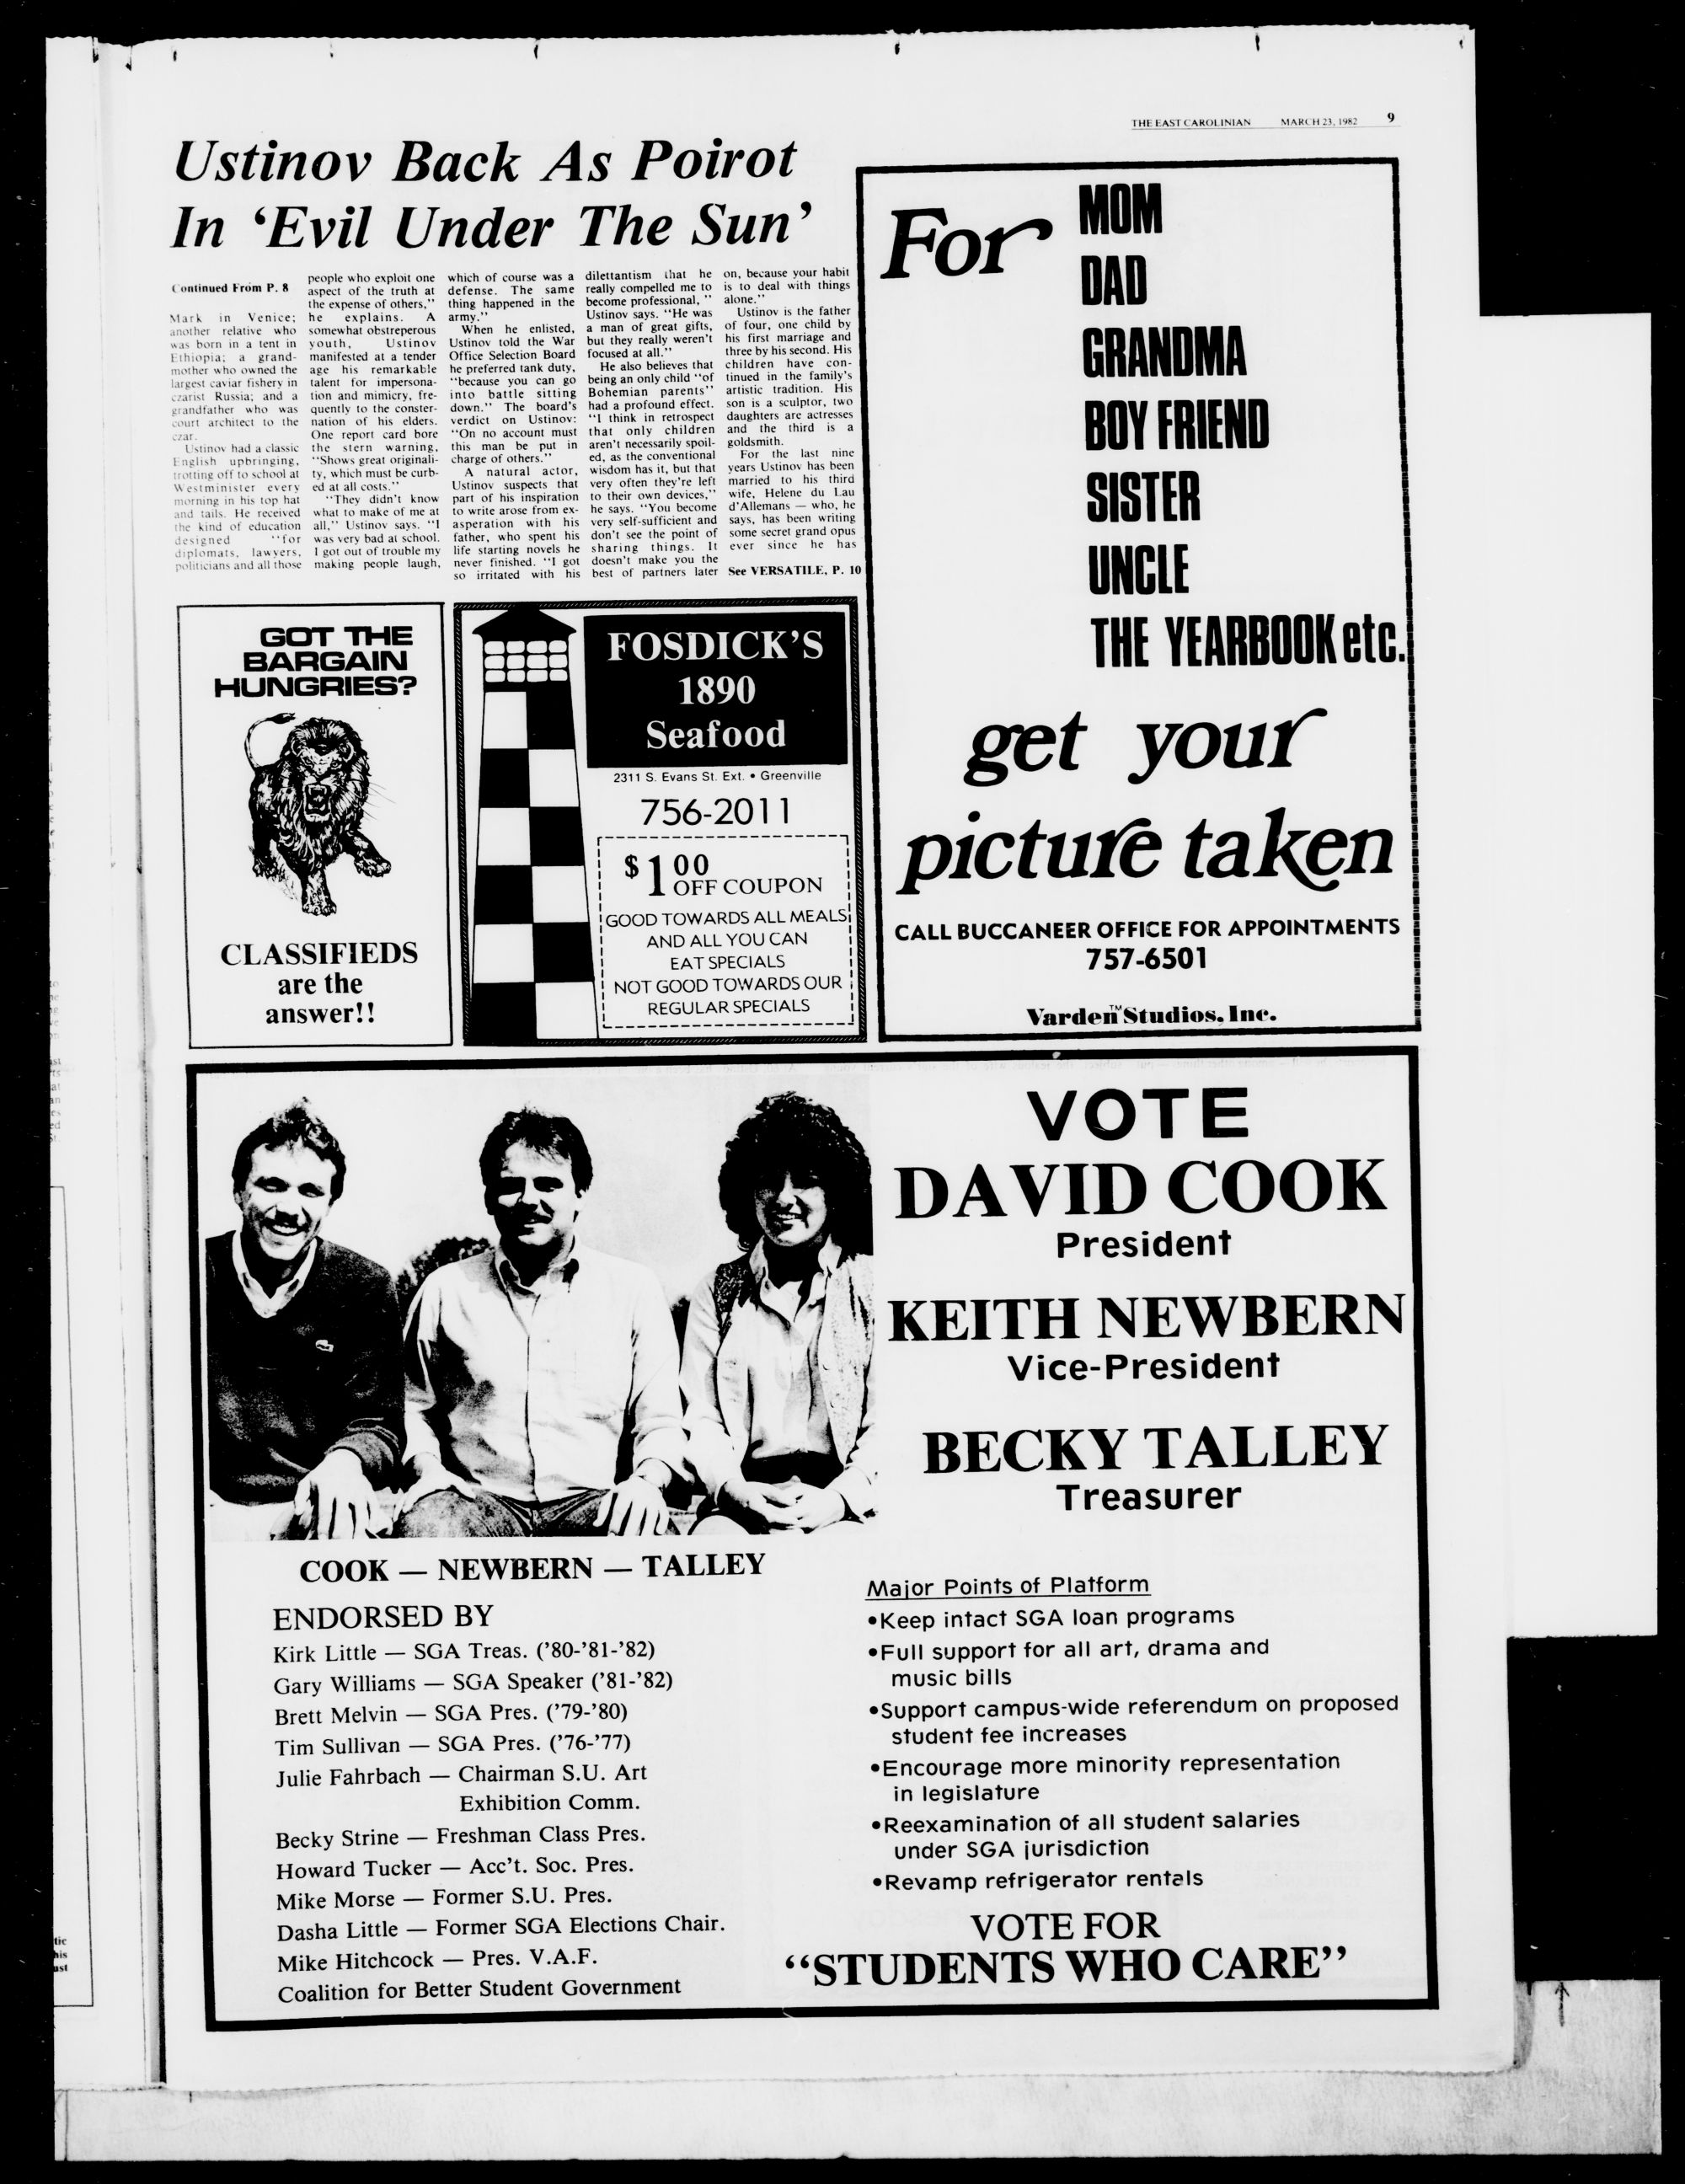 THE EAST CAROLINIAN MARCH 23, 1982 9
Ustinov Back As Poirot
In ‘Evil Under The Sun’
Continued From P. 8
Mark in Venice;
another relative who
was born in a tent in
Ethiopia; a grand-
mother who owned the
largest caviar fishery in
czarist Russia; and a
grandfather who was
court architect to the
czar.
Ustinov had a classic
English upbringing,
trotting off to school at
Westminister every
morning in his top hat
and tails. He received
the kind of education
designed “for
diplomats, lawyers,
politicians and all those
people who exploit one
aspect of the truth at
the expense of others,”
he explains. A
somewhat obstreperous
youth, Ustinov
manifested at a tender
age his remarkable
talent for impersona-
tion and mimicry, fre-
quently to the conster-
nation of his elders.
One report card bore
the stern warning,
“Shows great originali-
ty, which must be curb-
ed at all costs.”
“They didn’t know
what to make of me at
all,” Ustinov says. “I
was very bad at school.
I got out of trouble my
making people laugh,
which of course was a
defense. The same
thing happened in the
army.”
When he enlisted,
Ustinov told the War
Office Selection Board
he preferred tank duty,
“because you can go
into battle sitting
down.” The board’s
verdict on Ustinov:
“On no account must
this man be put in
charge of others.”
A natural actor,
Ustinov suspects that
part of his inspiration
to write arose from ex-
asperation with his
father, who spent his
life starting novels he
never finished. “I got
so irritated with his
dilettantism that he
really compelled me to
become professional, ”
Ustinov says. “He was
a man of great gifts,
but they really weren’t
focused at all.”
He also believes that
being an only child “of
Bohemian parents”
had a profound effect.
“I think in retrospect
that only children
aren’t necessarily spoil-
ed, as the conventional
wisdom has it, but that
very often they’re left
to their own devices,”
he says. “You become
very self-sufficient and
don’t see the point of
sharing things. It
doesn’t make you the
best of partners later
on, because your habit
is to deal with things
alone.”
Ustinov is the father
of four, one child by
his first marriage and
three by his second. His
children have con-
tinued in the family’s
artistic tradition. His
son is a sculptor, two
daughters are actresses
and the third is a
goldsmith.
For the last nine
years Ustinov has been
married to his third
wife, Helene du Lau
d’Allemans — who, he
says, has been writing
some secret grand opus
ever since he has
See VERSATILE, P. 10
For
MOM
DAD
GRANDMA
BOY FRIEND
SISTER
UNCLE
THE YEARBOOK etc.
get your
picture taken
CALL BUCCANEER OFFICE FOR APPOINTMENTS
757-6501
Varden™ Studios, Inc.
GOT THE
BARGAIN
HUNGRIES?
CLASSIFIEDS
are the
answer!!
FOSDICK’S
1890
Seafood
2311 S. Evans St. Ext. • Greenville
756-2011
$1 00
OFF COUPON
GOOD TOWARDS ALL MEALS
AND ALL YOU CAN
EAT SPECIALS
NOT GOOD TOWARDS OUR
REGULAR SPECIALS
VOTE
DAVID COOK
President
KEITH NEWBERN
Vice-President
BECKY TALLEY
Treasurer
COOK — NEWBERN — TALLEY
ENDORSED BY
Kirk Little — SGA Treas. (’80-’81-’82)
Gary Williams — SGA Speaker (’81-’82)
Brett Melvin — SGA Pres. (’79-’80)
Tim Sullivan — SGA Pres. (’76-’77)
Julie Fahrbach — Chairman S.U. Art
Exhibition Comm.
Becky Strine — Freshman Class Pres.
Howard Tucker — Acc’t. Soc. Pres.
Mike Morse — Former S.U. Pres.
Dasha Little — Former SGA Elections Chair.
Mike Hitchcock — Pres. V.A.F.
Coalition for Better Student Government
Major Points of Platform
•Keep intact SGA loan programs
•Full support for all art, drama and
music bills
•Support campus-wide referendum on proposed
student fee increases
•Encourage more minority representation
in legislature
•Reexamination of all student salaries
under SGA jurisdiction
•Revamp refrigerator rentals
VOTE FOR
“STUDENTS WHO CARE”